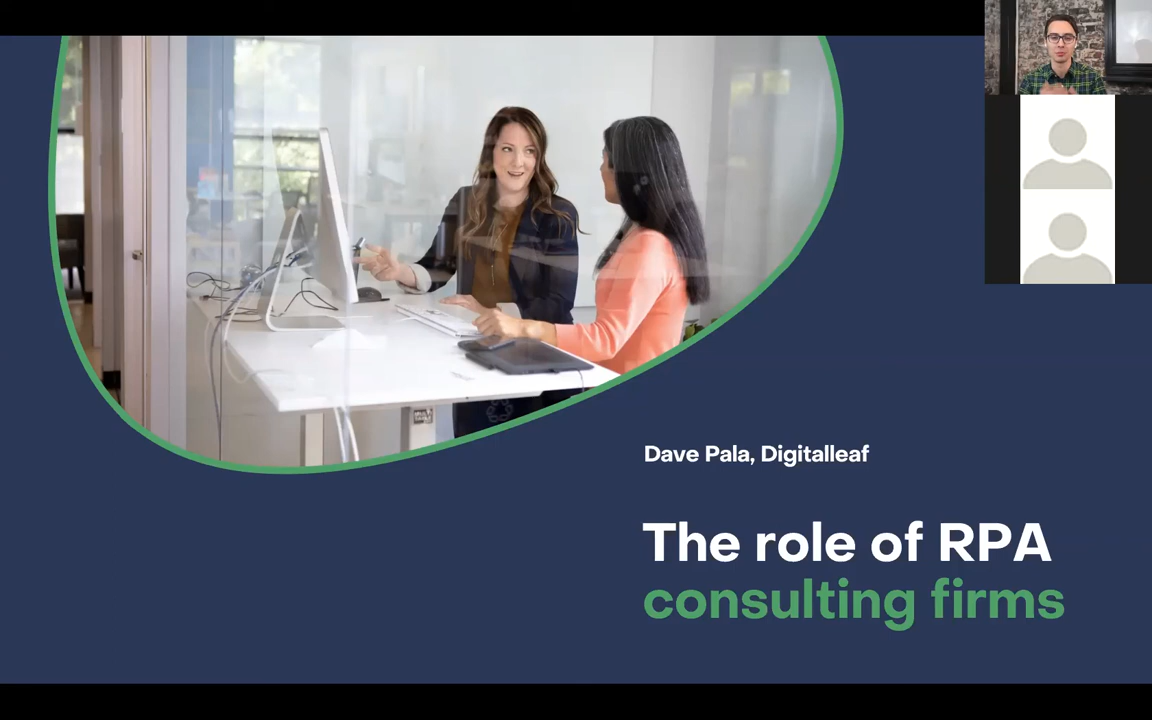 Dave Pala, Digitalleaf
The role of RPA
consulting firms